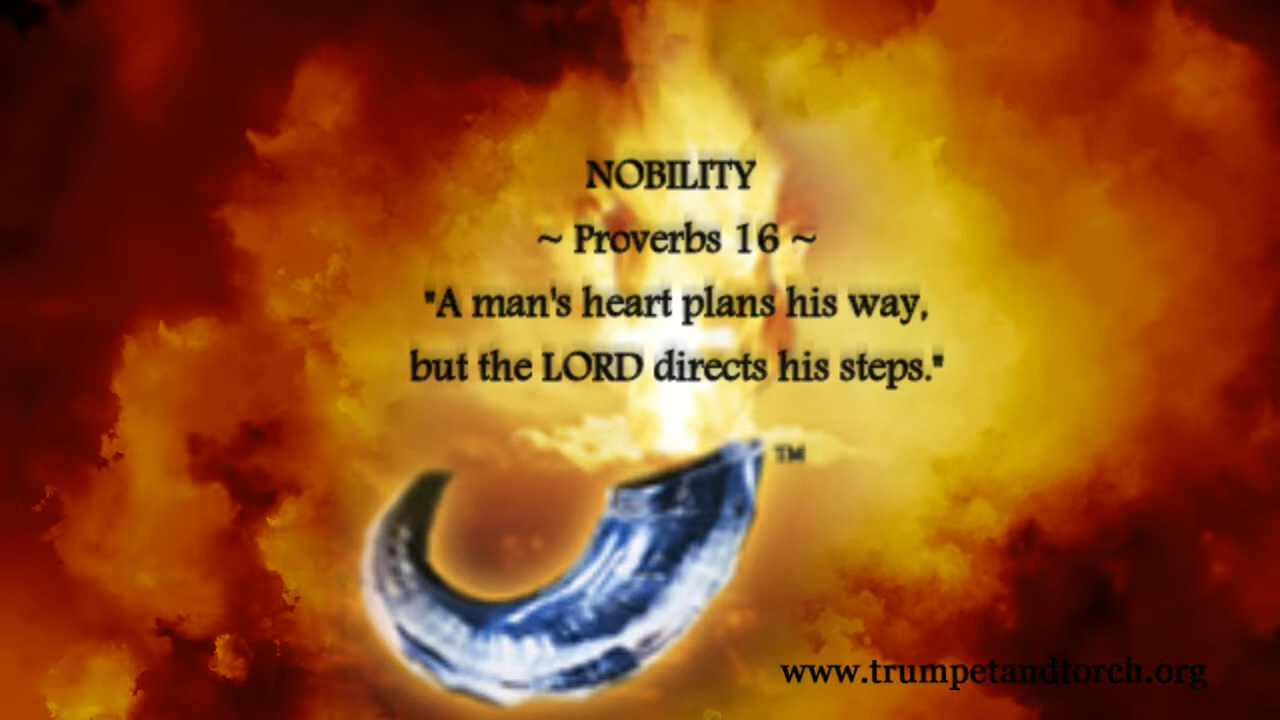 NOBILITY
~ Proverbs 16 ~
"A man's heart plans his way,
but the LORD directs his steps."
TM
www.trumpetandtorch.org